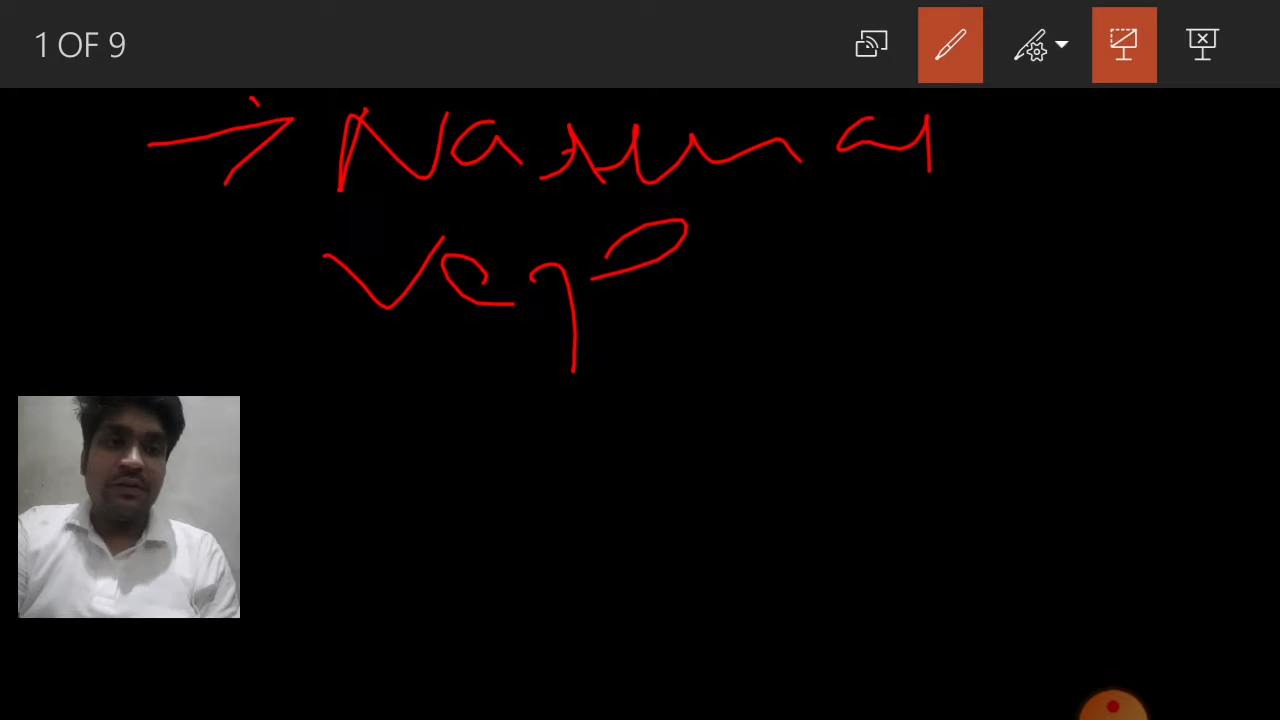 1 OF 9
→ Natural
Veg